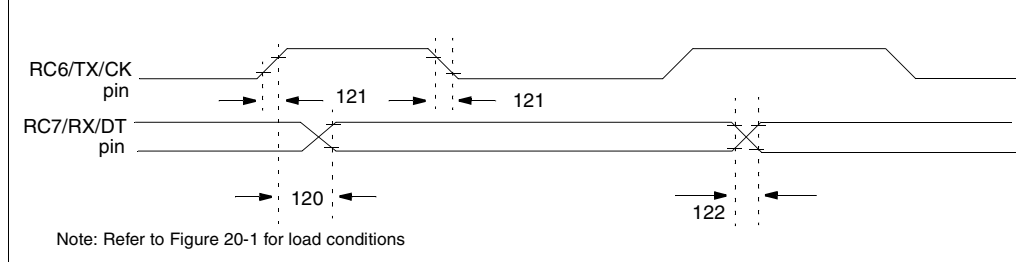 RC6/TX/CK
pin
121
121
RC7/RX/DT
pin
120
122
Note: Refer to Figure 20-1 for load conditions